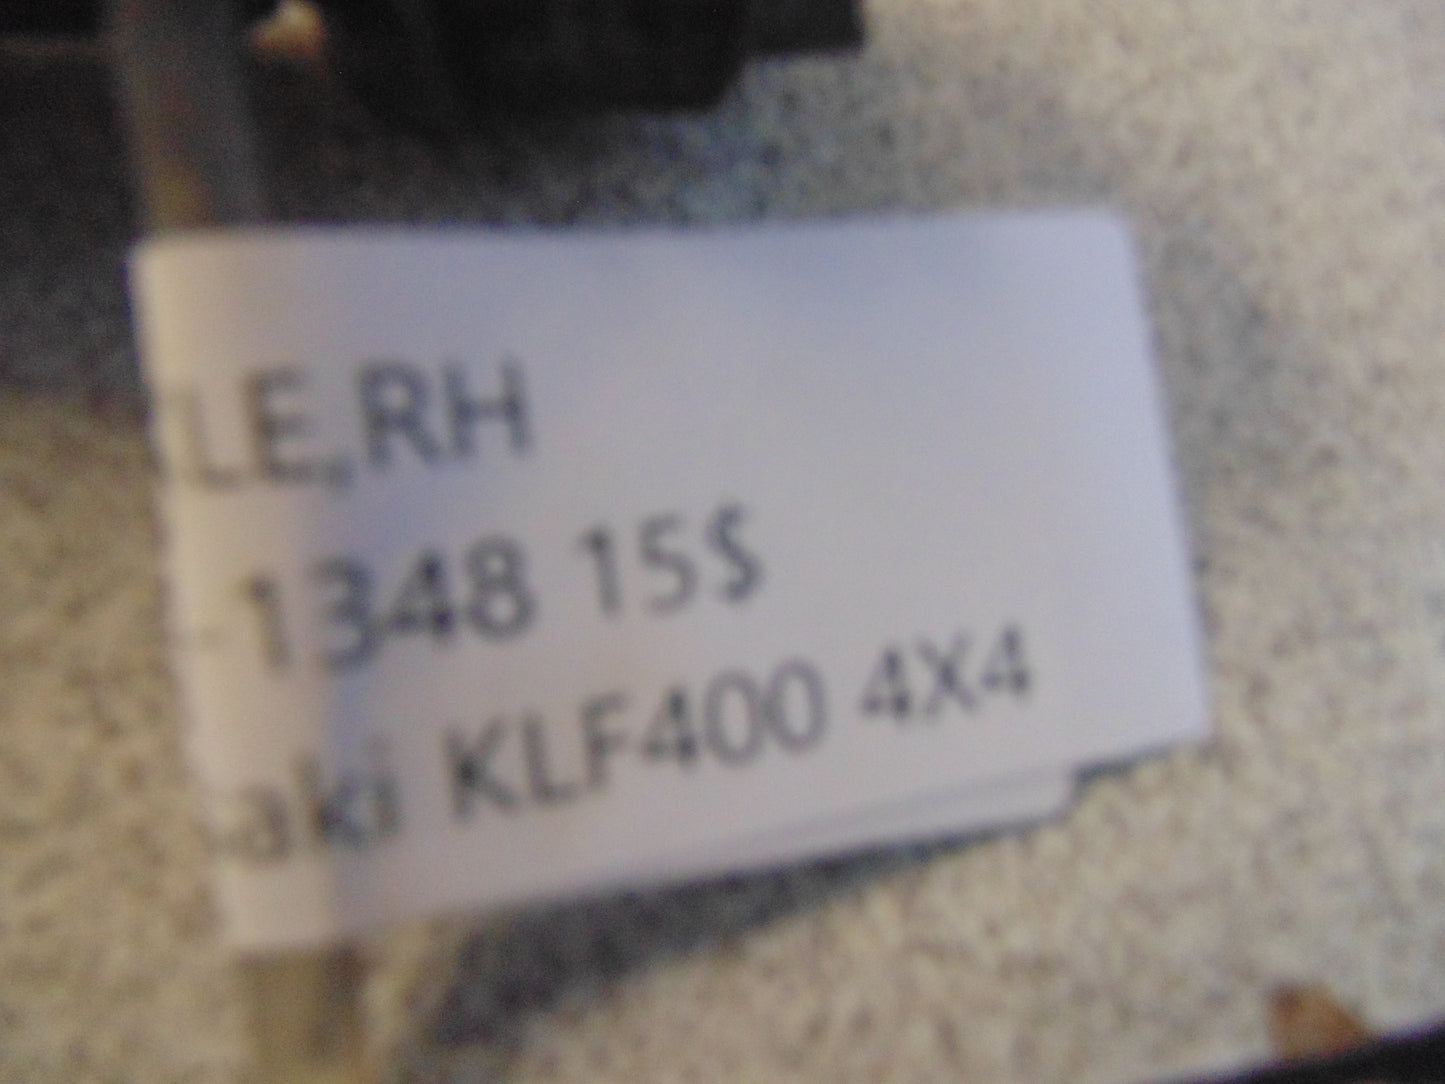 LE,RH
-1348 15$
aki KLF400 4X4